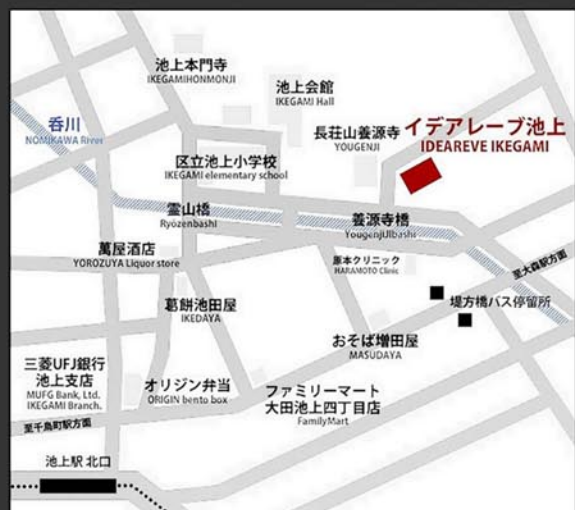 池上本門寺
IKEGAMIHONMONJI
池上会館
IKEGAMI Hall
呑川
NOMIKAWA River
長荘山養源寺
YOUGENJI
イデアレーブ池上
IDEAREVE IKEGAMI
区立池上小学校
IKEGAMI elementary school
霊山橋
Ryozenbashi
養源寺橋
YougenjiUlbashi
萬屋酒店
YOROZUYA Liquor store
原本クリニック
HARAMOTO Clinic
至大森駅方面
葛餅池田屋
IKEDAYA
堤方橋バス停留所
おそば増田屋
MASUDAYA
三菱UFJ銀行
池上支店
MUFG Bank, Ltd.
IKEGAMI Branch.
オリジン弁当
ORIGIN bento box
ファミリーマート
大田池上四丁目店
FamilyMart
至千鳥町駅方面
池上駅 北口